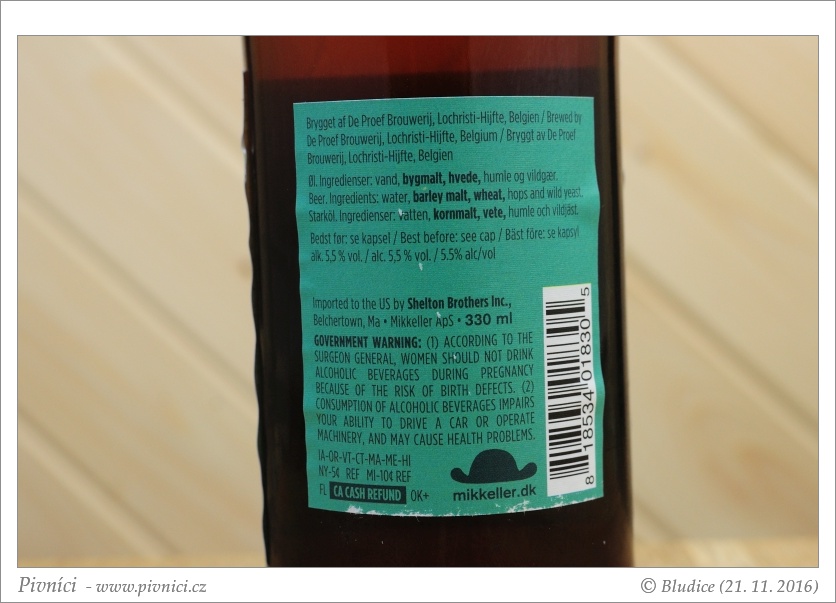 Brygget af De Proef Brouwerij, Lochristi-Hijfte, Belgien / Brewed by
De Proef Brouwerij, Lochristi-Hijfte, Belgium / Bryggt av De Proef
Brouwerij, Lochristi-Hijfte, Belgien
Øl. Ingredienser: vand, bygmalt, hvede, humle og vildgær.
Beer. Ingredients: water, barley malt, wheat, hops and wild yeast.
Starköl. Ingredienser: vatten, kornmalt, vete, humle och vildjäst.
Bedst før: se kapsel / Best before: see cap / Bäst före: se kapsyl
alk. 5,5 % vol. / alc. 5,5 % vol. / 5.5% alc/vol
Imported to the US by Shelton Brothers Inc.,
Belchertown, Ma • Mikkeller ApS • 330 ml
GOVERNMENT WARNING: (1) ACCORDING TO THE
SURGEON GENERAL, WOMEN SHOULD NOT DRINK
ALCOHOLIC BEVERAGES DURING PREGNANCY
BECAUSE OF THE RISK OF BIRTH DEFECTS. (2)
CONSUMPTION OF ALCOHOLIC BEVERAGES IMPAIRS
YOUR ABILITY TO DRIVE A CAR OR OPERATE
MACHINERY, AND MAY CAUSE HEALTH PROBLEMS.
IA-OR-VT-CT-MA-ME-HI
NY-5¢ REF MI-10¢ REF
FL CA CASH REFUND OK+
mikkeller.dk
8 18534 01830 5
Pivníci - www.pivnici.cz
© Bludice (21. 11. 2016)